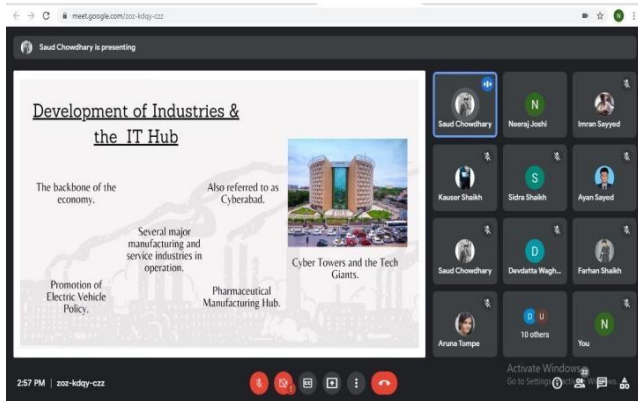 meet.google.com/zoz-kdqy-czz
N
Saud Chowdhary is presenting
Development of Industries &
the IT Hub
The backbone of the
economy.
Also referred to as
Cyberabad.
Several major
manufacturing and
service industries in
operation.
Cyber Towers and the Tech
Giants.
Promotion of
Electric Vehicle
Policy.
Pharmaceutical
Manufacturing Hub.
Saud Chowdhary
N
Neeraj Joshi
Imran Sayyed
Kauser Shaikh
S
Sidra Shaikh
Ayan Sayed
Saud Chowdhary
D
Devdatta Wagh...
Farhan Shaikh
Aruna Tompe
D U
10 others
N
You
Activate Windows
Go to Settings
2:57 PM | zoz-kdqy-czz
22